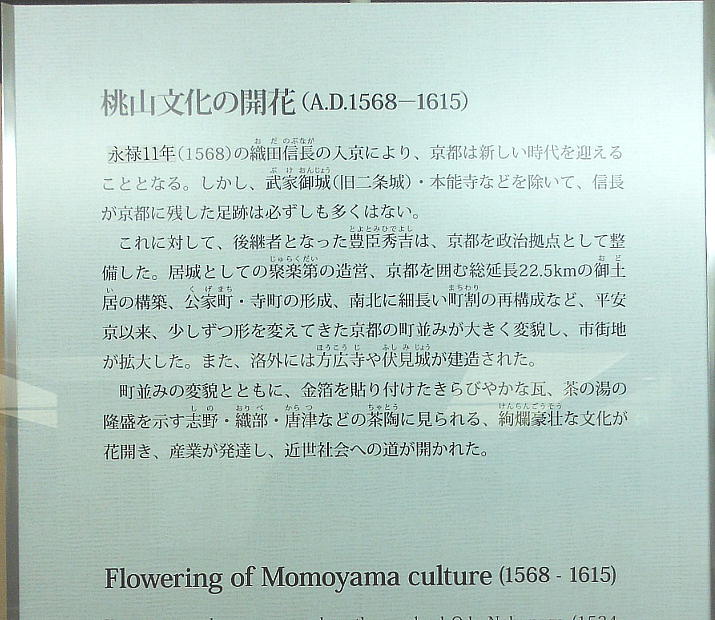 桃山文化の開花(A.D.1568－1615)
永禄11年(1568)の織田信長の入京により、京都は新しい時代を迎える
こととなる。しかし、武家御城(旧二条城)・本能寺などを除いて、信長
が京都に残した足跡は必ずしも多くはない。
これに対して、後継者となった豊臣秀吉は、京都を政治拠点として整
備した。居城としての聚楽第の造営、京都を囲む総延長22.5kmの御土
居の構築、公家町・寺町の形成、南北に細長い町割の再構成など、平安
京以来、少しずつ形を変えてきた京都の町並みが大きく変貌し、市街地
が拡大した。また、洛外には方広寺や伏見城が建造された。
町並みの変貌とともに、金箔を貼り付けたきらびやかな瓦、茶の湯の
隆盛を示す志野・織部・唐津などの茶陶に見られる、絢爛豪壮な文化が
花開き、産業が発達し、近世社会への道が開かれた。
Flowering of Momoyama culture (1568 - 1615)